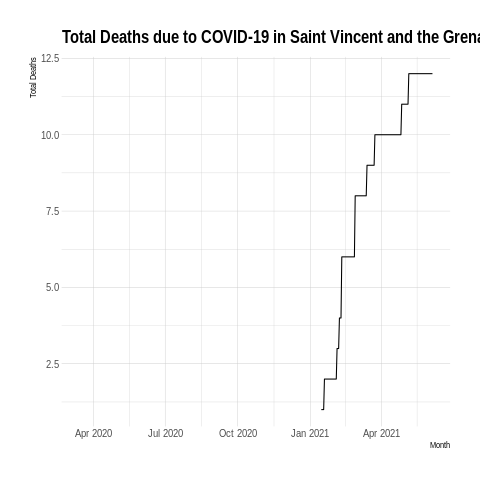 Total Deaths due to COVID-19 in Saint Vincent and the Grena
Total Deaths
12.5
10.0
7.5
5.0
2.5
Apr 2020 Jul 2020 Oct 2020 Jan 2021 Apr 2021
Month